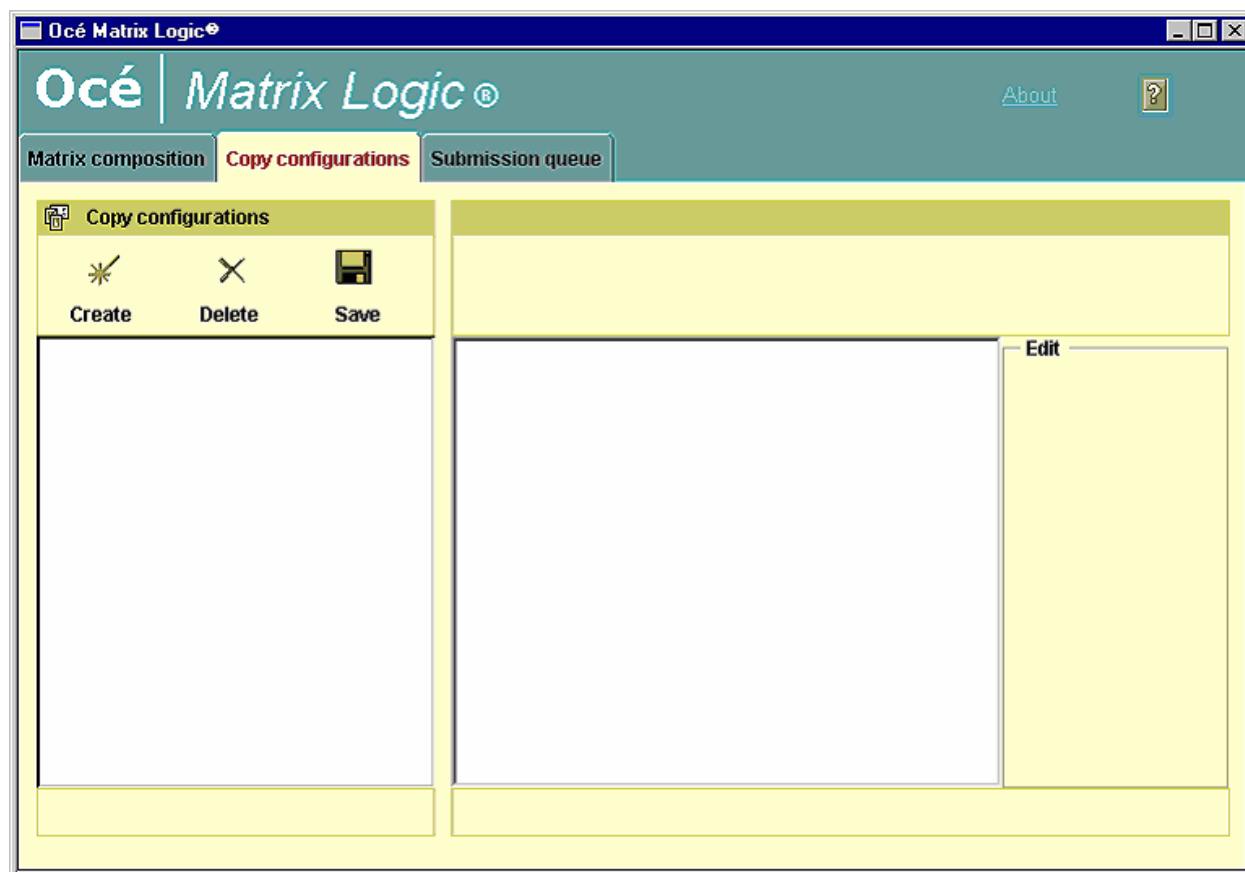 Océ Matrix Logic®
Océ | Matrix Logic ®
About
?
Matrix composition Copy configurations Submission queue
Copy configurations
Create Delete Save
Edit